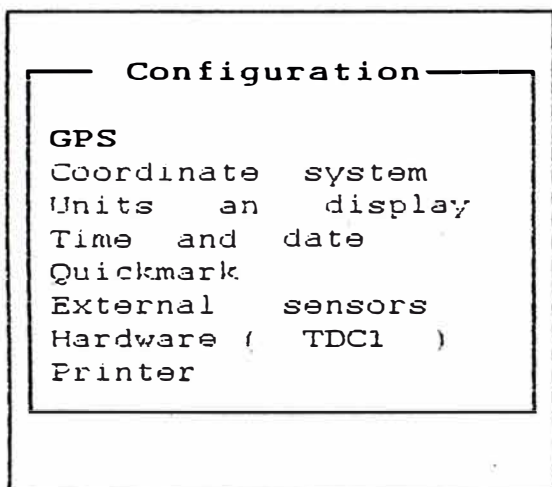 Configuration
GPS
Coordinate system
Units an display
Time and date
Quickmark
External sensors
Hardware ( TDC1 )
Printer